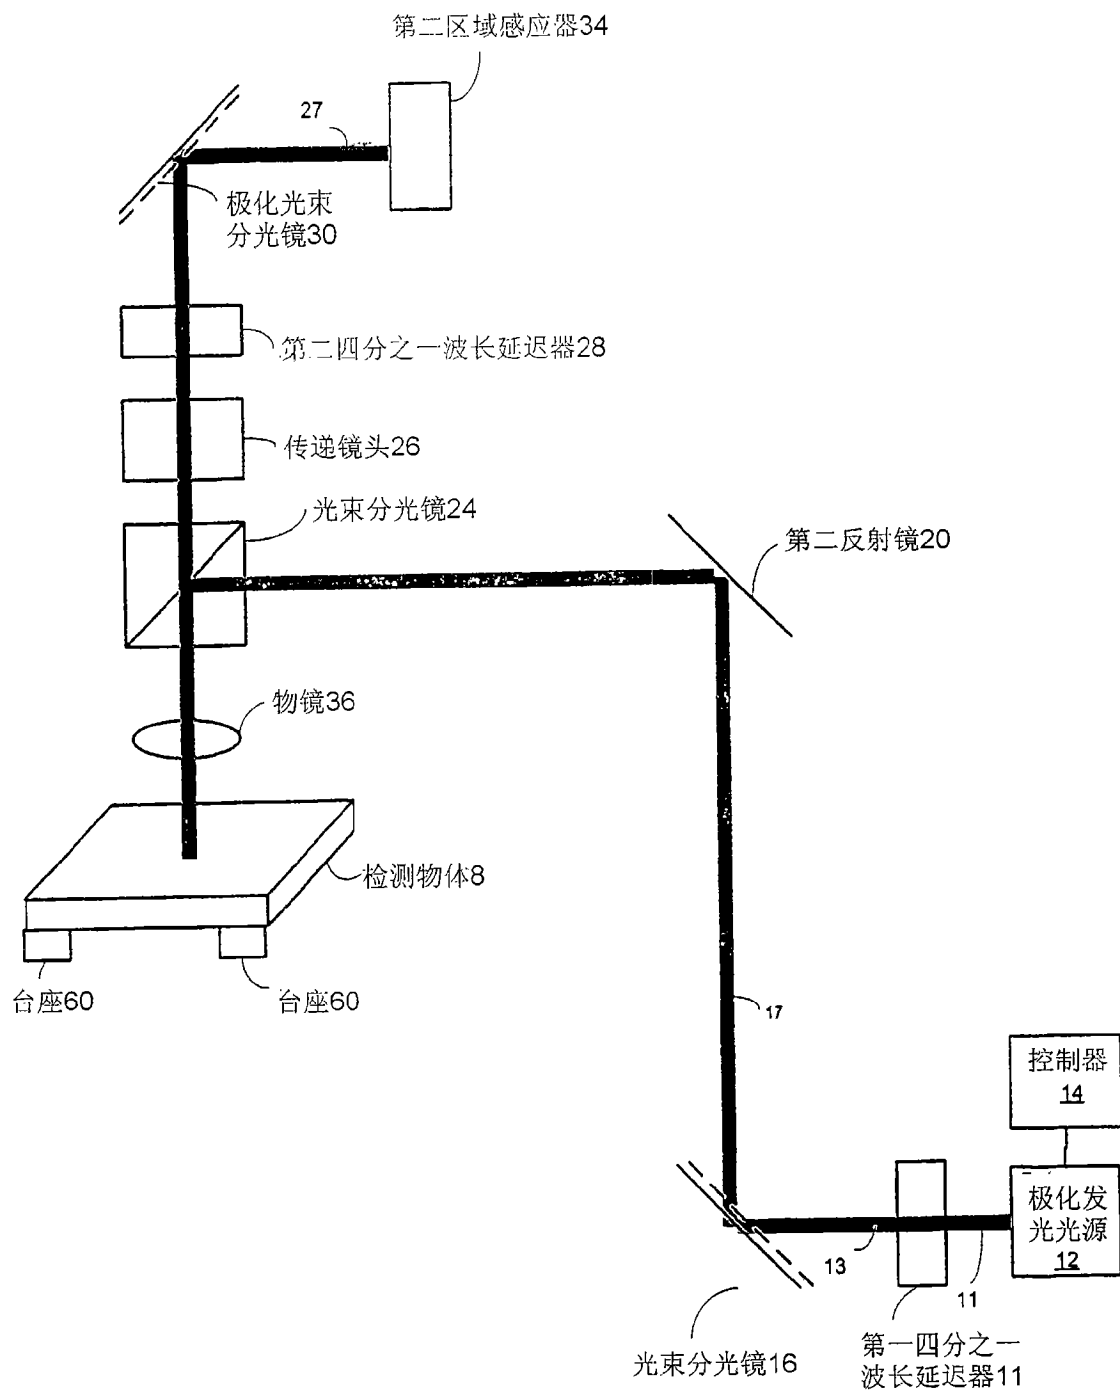 第二区域感应器34
27
极化光束
分光镜30
第二四分之一波长延迟器28
传递镜头26
光束分光镜24
第二反射镜20
物镜36
检测物体8
台座60
台座60
17
控制器
14
极化发
光光源
12
13
11
光束分光镜16
第一四分之一
波长延迟器11